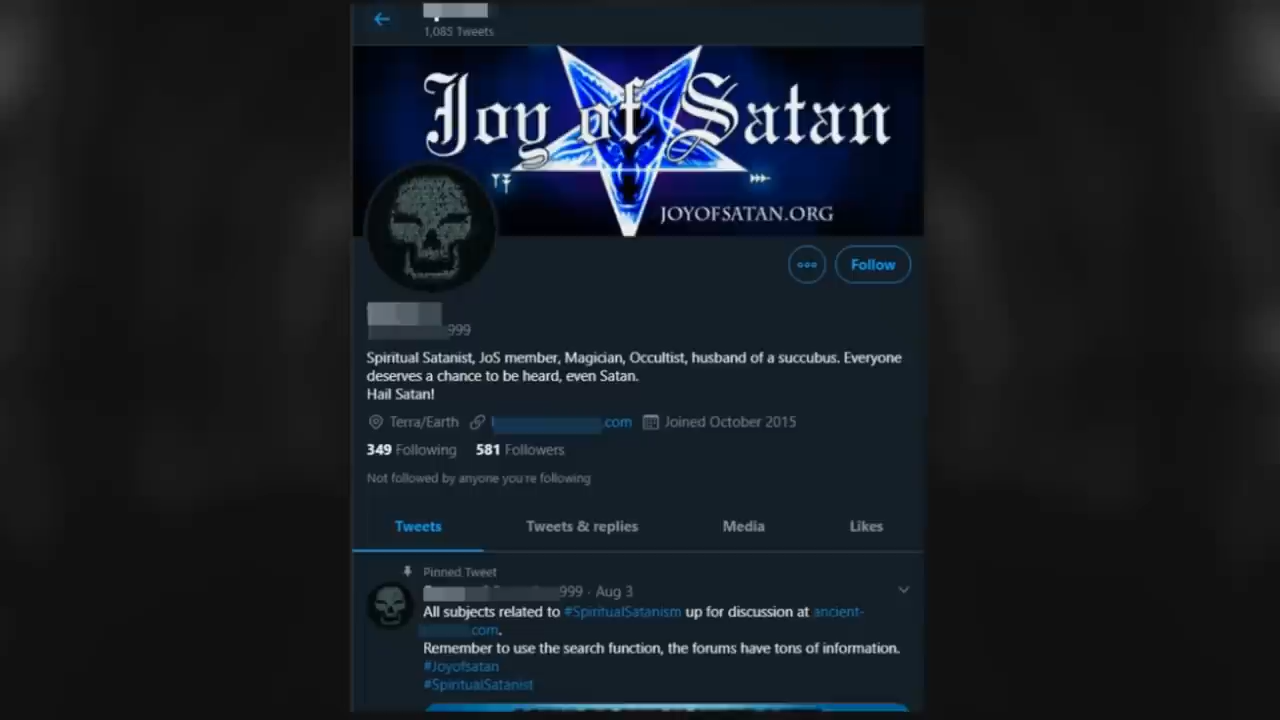 1,085 Tweets
Joy of Satan
JOYOFSATAN.ORG
Follow
999
Spiritual Satanist, JoS member, Magician, Occultist, husband of a succubus. Everyone
deserves a chance to be heard, even Satan.
Hail Satan!
Terra/Earth .com Joined October 2015
349 Following 581 Followers
Not followed by anyone you're following
Tweets Tweets & replies Media Likes
Pinned Tweet
999 · Aug 3
All subjects related to #SpiritualSatanism up for discussion at ancient-
.com.
Remember to use the search function, the forums have tons of information.
#Joyofsatan
#SpiritualSatanist